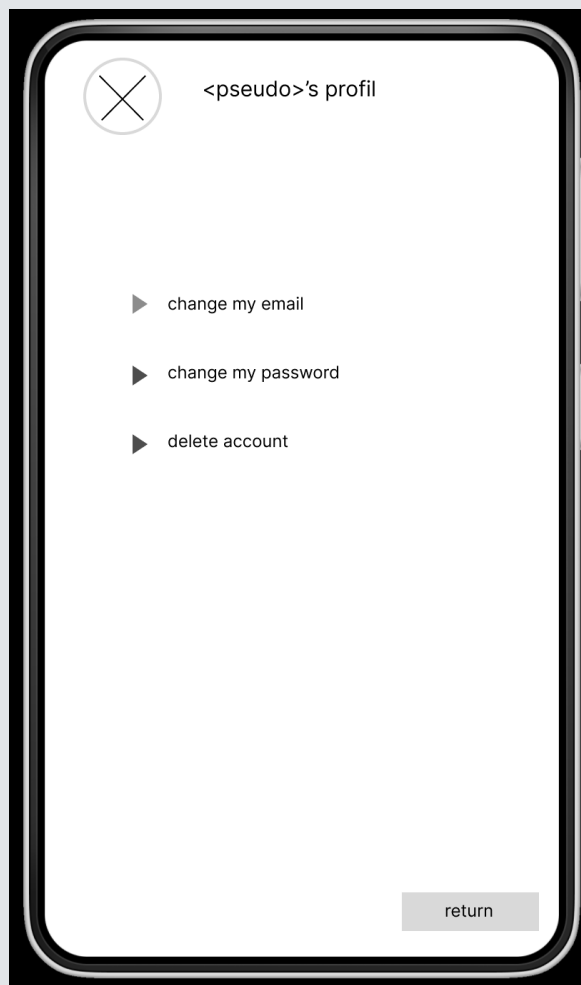 <pseudo>’s profil
change my email
change my password
delete account
return